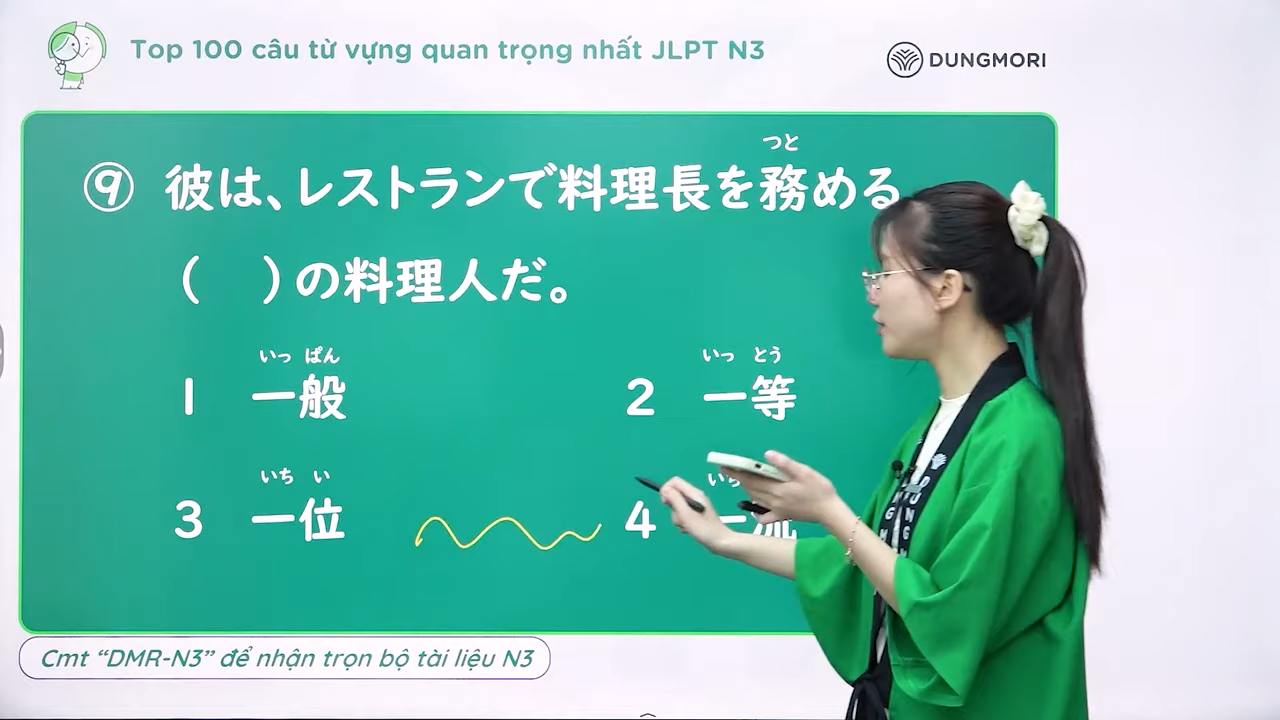 Top 100 câu từ vựng quan trọng nhất JLPT N3
DUNGMORI
つと
⑨ 彼は、レストランで料理長を務める
( )の料理人だ。
いっ ぱん
1 一般
いっ とう
2 一等
いち い
3 一位
4 一流
Cmt “DMR-N3” để nhận trọn bộ tài liệu N3